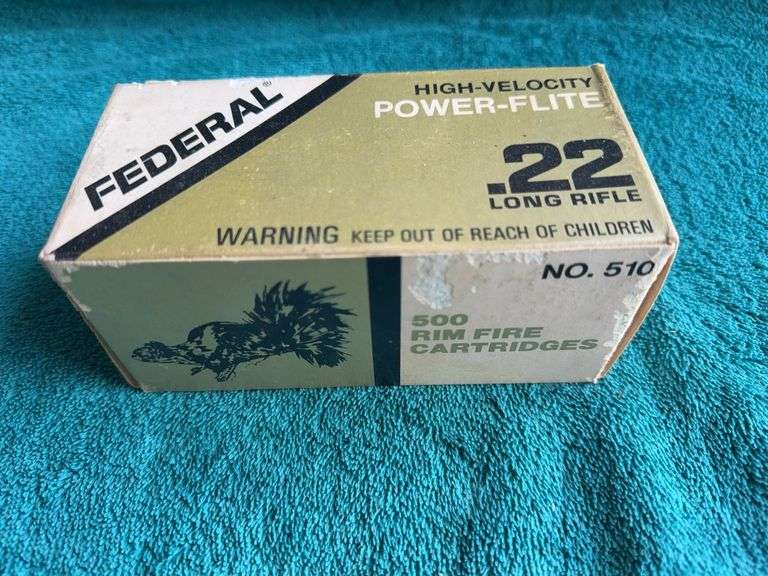 FEDERAL®
HIGH-VELOCITY
POWER-FLITE
.22
LONG RIFLE
WARNING KEEP OUT OF REACH OF CHILDREN
NO. 510
500
RIM FIRE
CARTRIDGES